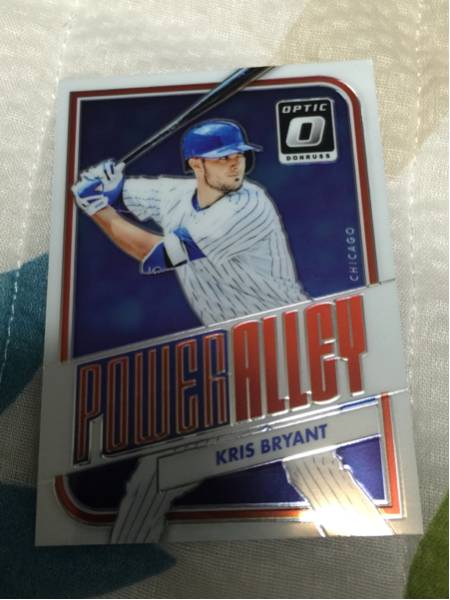 OPTIC
O
DONRUSS
CHICAGO
POWER ALLEY
KRIS BRYANT